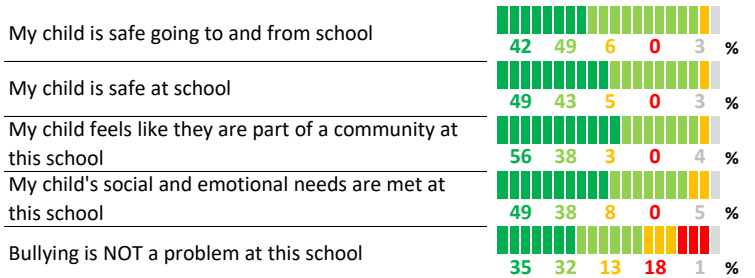 My child is safe going to and from school
42 49 6 0 3 %
My child is safe at school
49 43 5 0 3 %
My child feels like they are part of a community at
this school
56 38 3 0 4 %
My child's social and emotional needs are met at
this school
49 38 8 0 5 %
Bullying is NOT a problem at this school
35 32 13 18 1 %